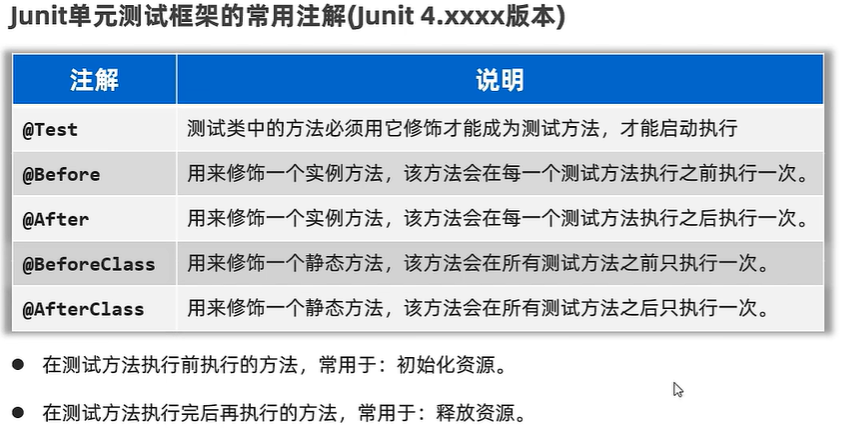 Junit单元测试框架的常用注解(Junit 4.xxxx版本)
注解 说明
@Test 测试类中的方法必须用它修饰才能成为测试方法，才能启动执行
@Before 用来修饰一个实例方法，该方法会在每一个测试方法执行之前执行一次。
@After 用来修饰一个实例方法，该方法会在每一个测试方法执行之后执行一次。
@BeforeClass 用来修饰一个静态方法，该方法会在所有测试方法之前只执行一次。
@AfterClass 用来修饰一个静态方法，该方法会在所有测试方法之后只执行一次。
● 在测试方法执行前执行的方法，常用于：初始化资源。
● 在测试方法执行完后再执行的方法，常用于：释放资源。